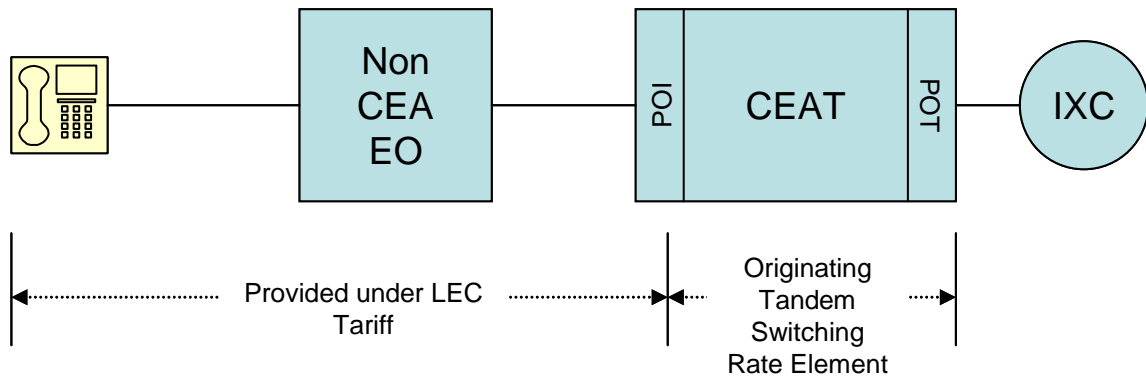 Non
CEA
EO
POI
CEAT
POT
IXC
Provided under LEC
Tariff
Originating
Tandem
Switching
Rate Element